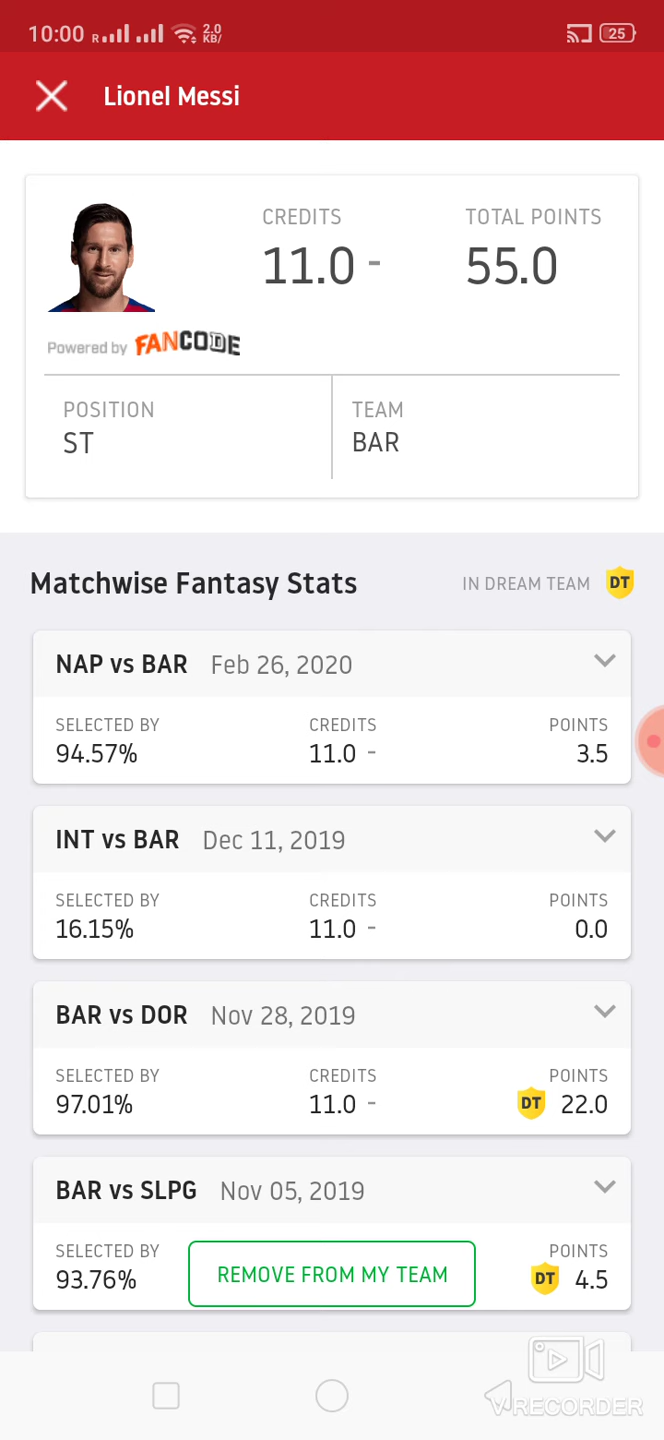 10:00 R 2.0 KB/ 25
Lionel Messi
CREDITS TOTAL POINTS
11.0 - 55.0
Powered by FANCODE
POSITION TEAM
ST BAR
Matchwise Fantasy Stats IN DREAM TEAM DT
NAP vs BAR Feb 26, 2020
SELECTED BY CREDITS POINTS
94.57% 11.0 - 3.5
INT vs BAR Dec 11, 2019
SELECTED BY CREDITS POINTS
16.15% 11.0 - 0.0
BAR vs DOR Nov 28, 2019
SELECTED BY CREDITS POINTS
97.01% 11.0 - DT 22.0
BAR vs SLPG Nov 05, 2019
SELECTED BY POINTS
93.76% REMOVE FROM MY TEAM DT 4.5
VRECORDER